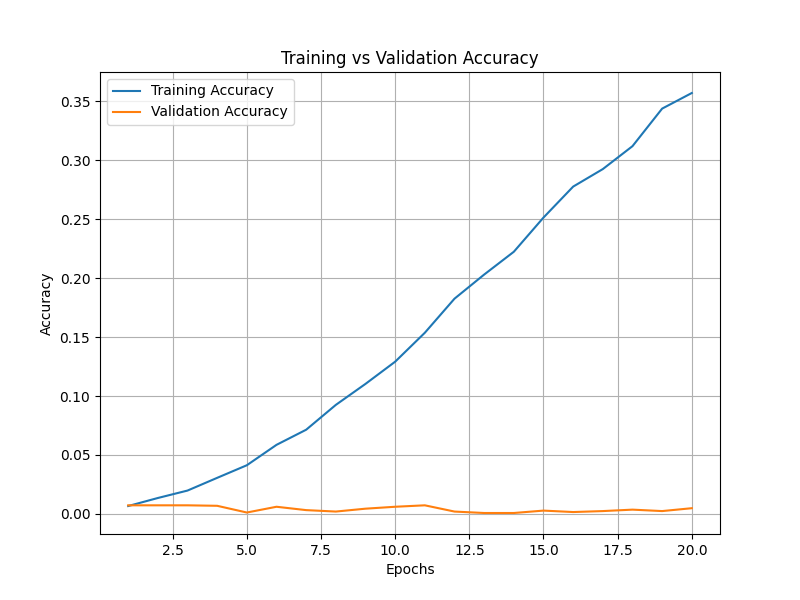 Training vs Validation Accuracy
Training Accuracy
Validation Accuracy
0.35
0.30
0.25
0.20
0.15
0.10
0.05
0.00
Accuracy
2.5 5.0 7.5 10.0 12.5 15.0 17.5 20.0
Epochs